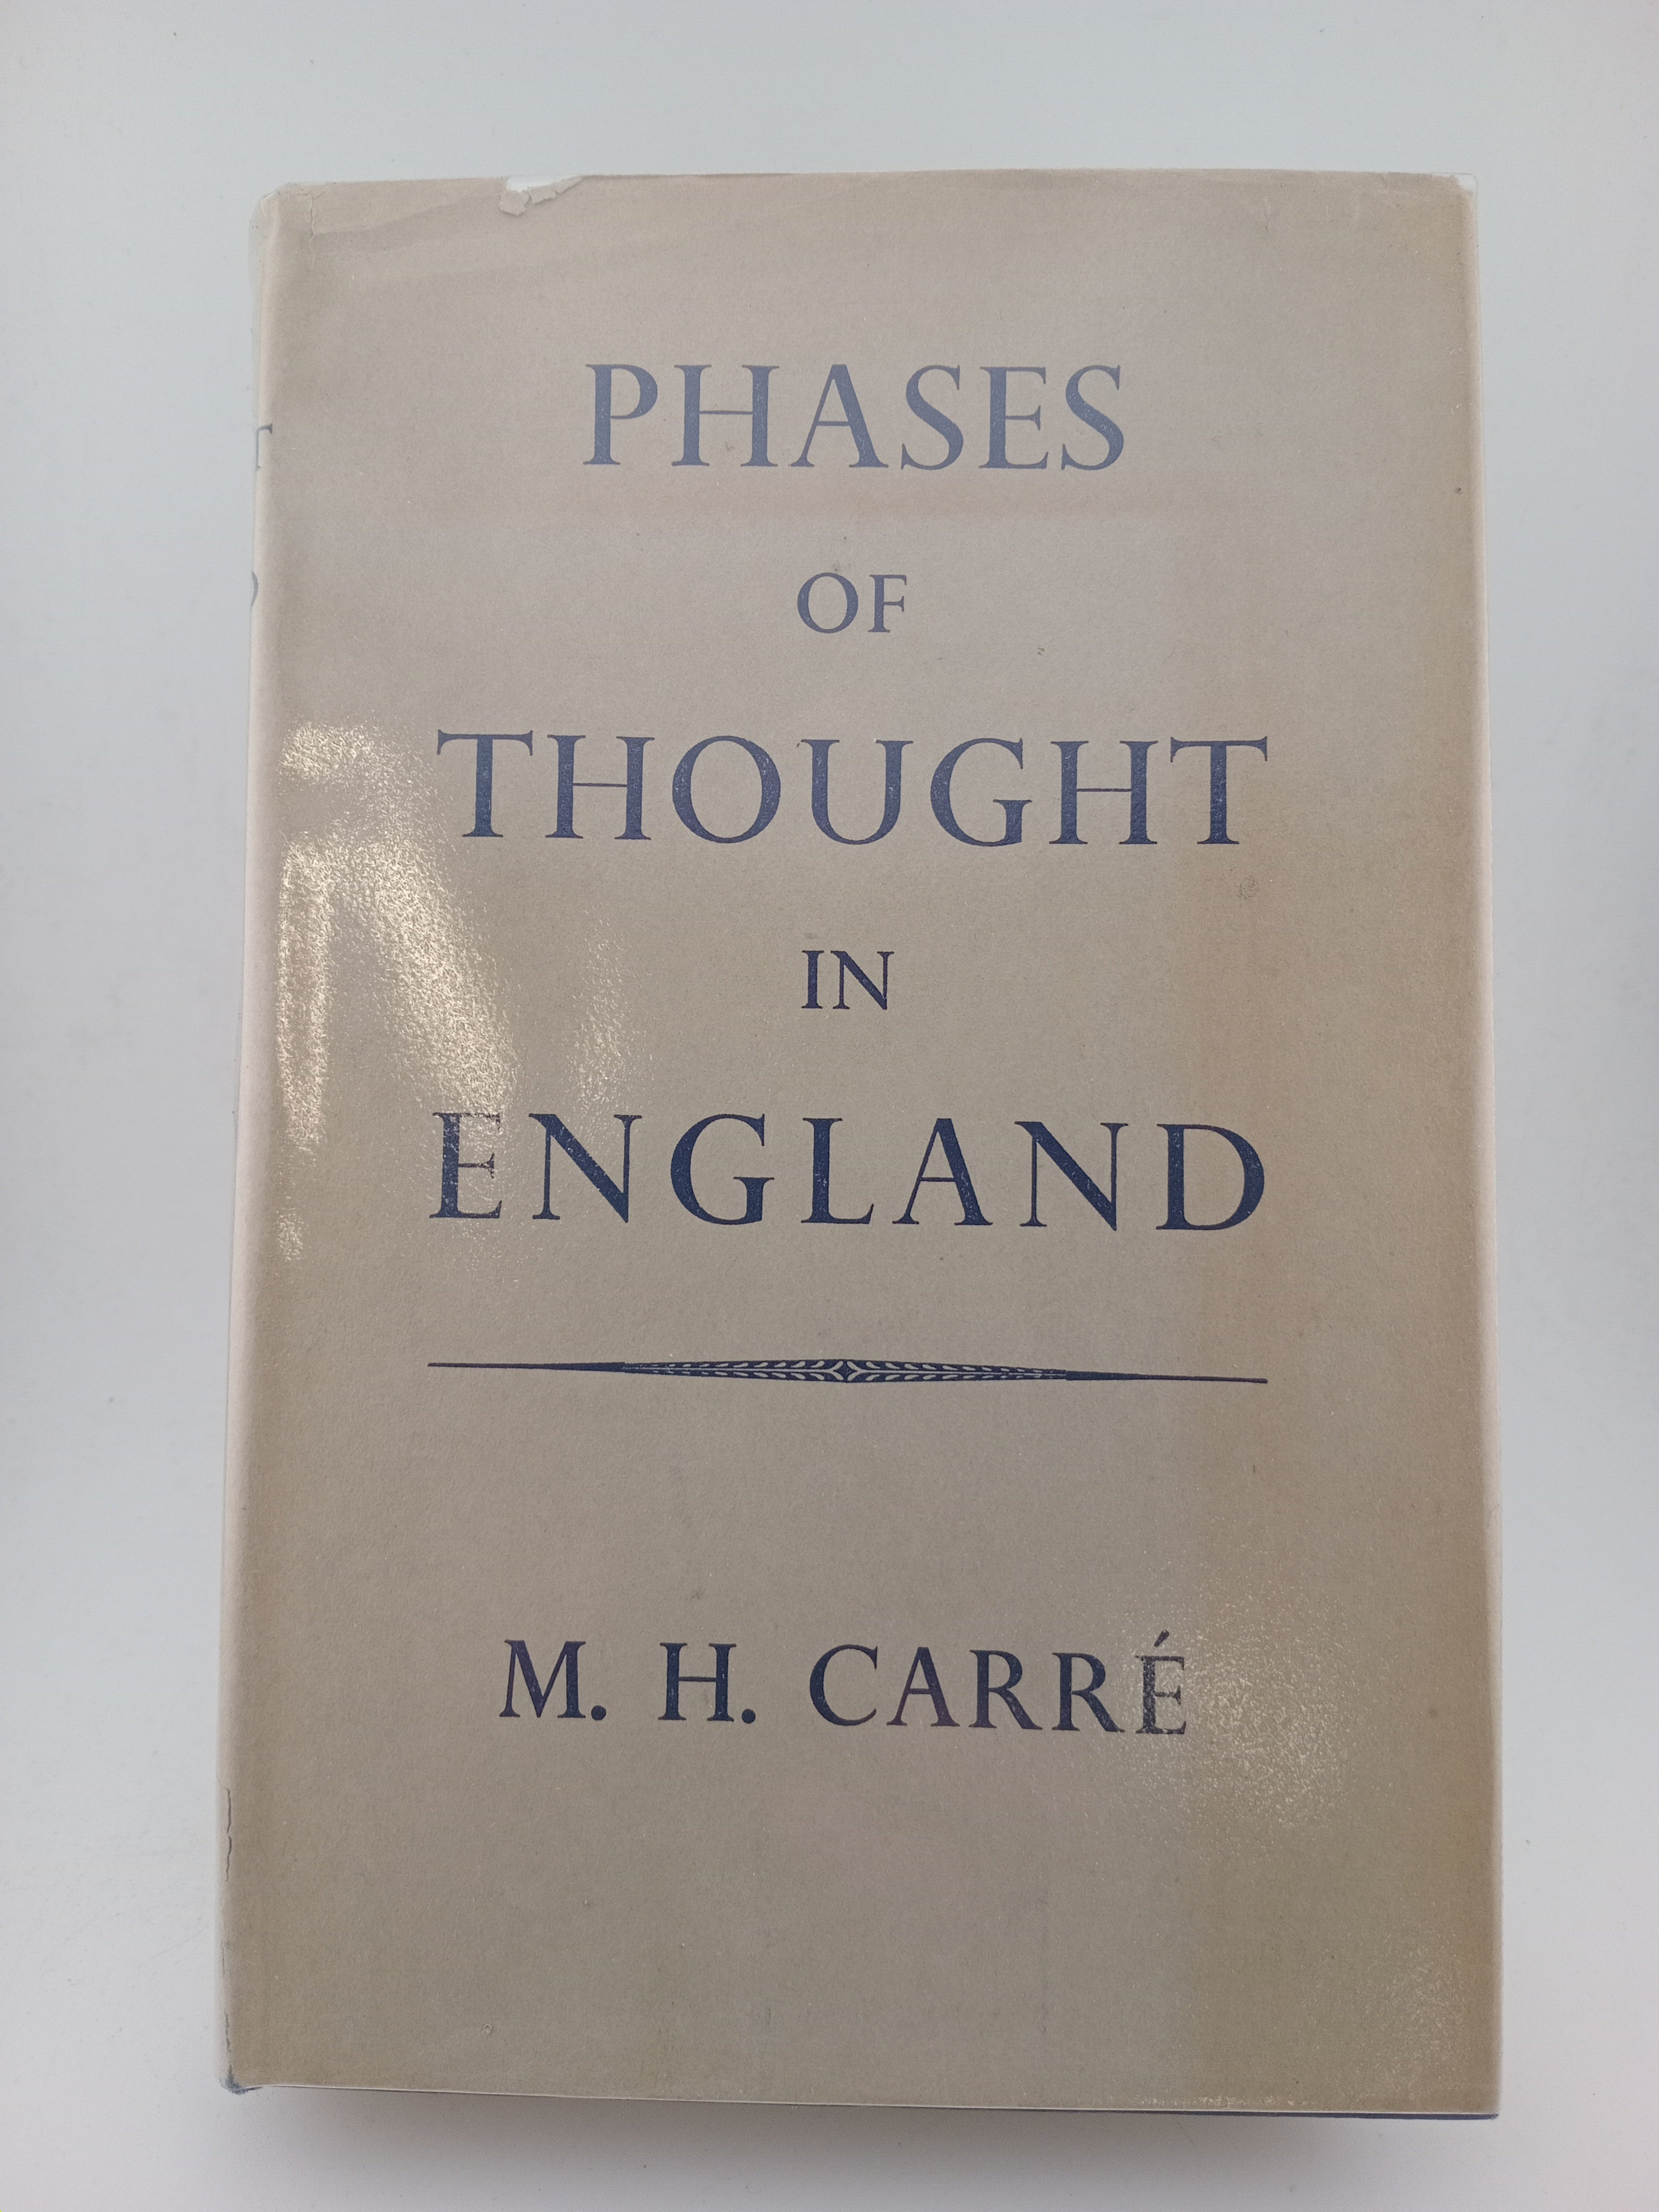 PHASES
OF
THOUGHT
IN
ENGLAND
M. H. CARRÉ